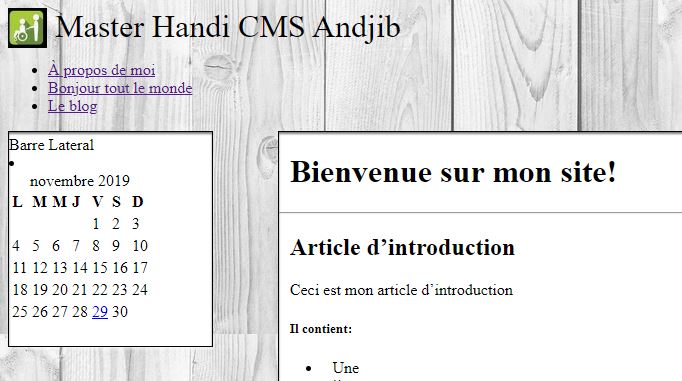 Master Handi CMS Andjib
À propos de moi
Bonjour tout le monde
Le blog
Barre Lateral
novembre 2019
L M M J V S D
1 2 3
4 5 6 7 8 9 10
11 12 13 14 15 16 17
18 19 20 21 22 23 24
25 26 27 28 29 30
Bienvenue sur mon site!
Article d’introduction
Ceci est mon article d’introduction
Il contient:
Une